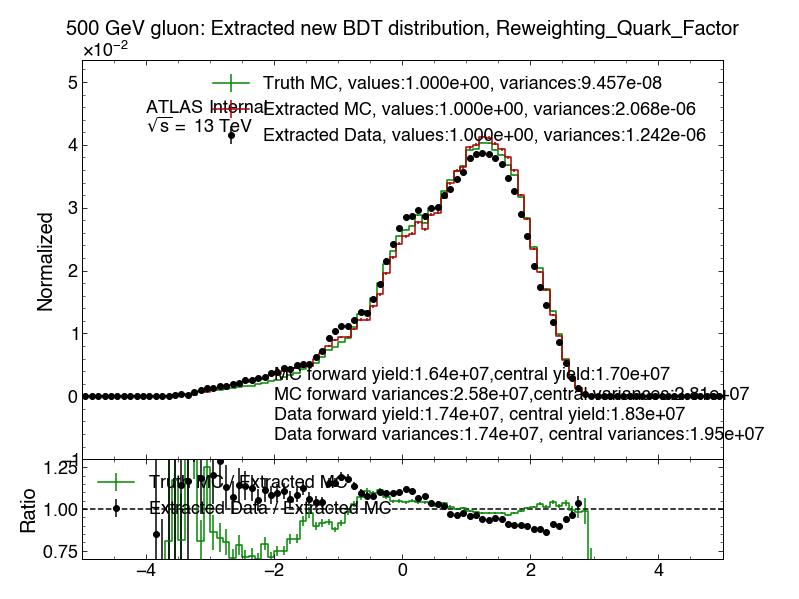 500 GeV gluon: Extracted new BDT distribution, Reweighting_Quark_Factor
×10⁻²
Truth MC, values:1.000e+00, variances:9.457e-08
ATLAS Internal
Extracted MC, values:1.000e+00, variances:2.068e-06
√s = 13 TeV
Extracted Data, values:1.000e+00, variances:1.242e-06
5
4
3
2
1
0
Normalized
MC forward yield:1.64e+07,central yield:1.70e+07
MC forward variances:2.58e+07,central variances:2.81e+07
Data forward yield:1.74e+07, central yield:1.83e+07
Data forward variances:1.74e+07, central variances:1.95e+07
1.25
1.00
0.75
Ratio
Truth MC / Extracted MC
Extracted Data / Extracted MC
−4 −2 0 2 4